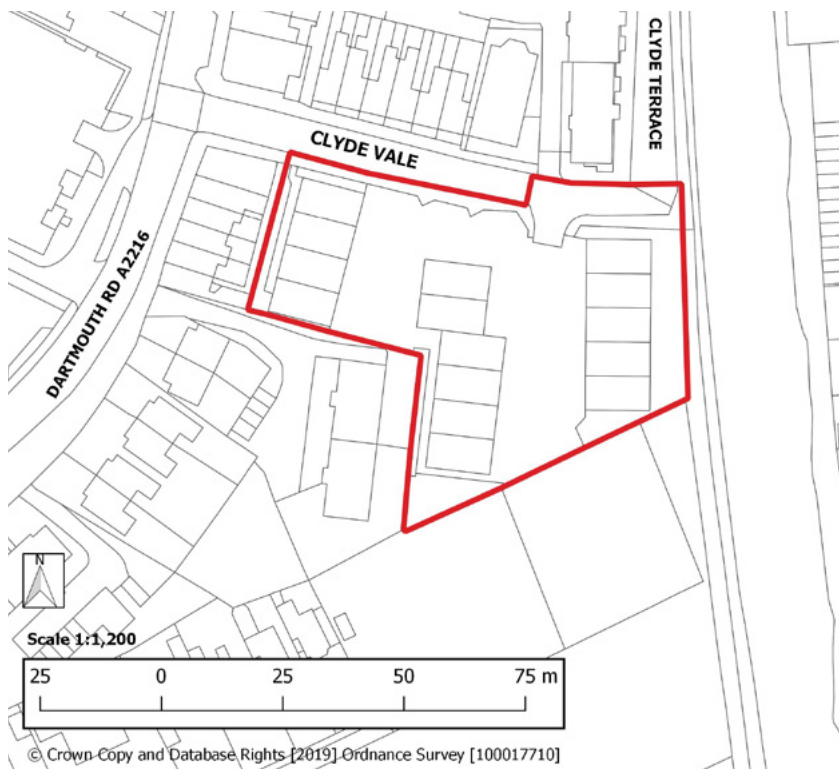 CLYDE TERRACE
CLYDE VALE
DARTMOUTH RD A2216
N
Scale 1:1,200
25 0 25 50 75 m
© Crown Copy and Database Rights [2019] Ordnance Survey [100017710]